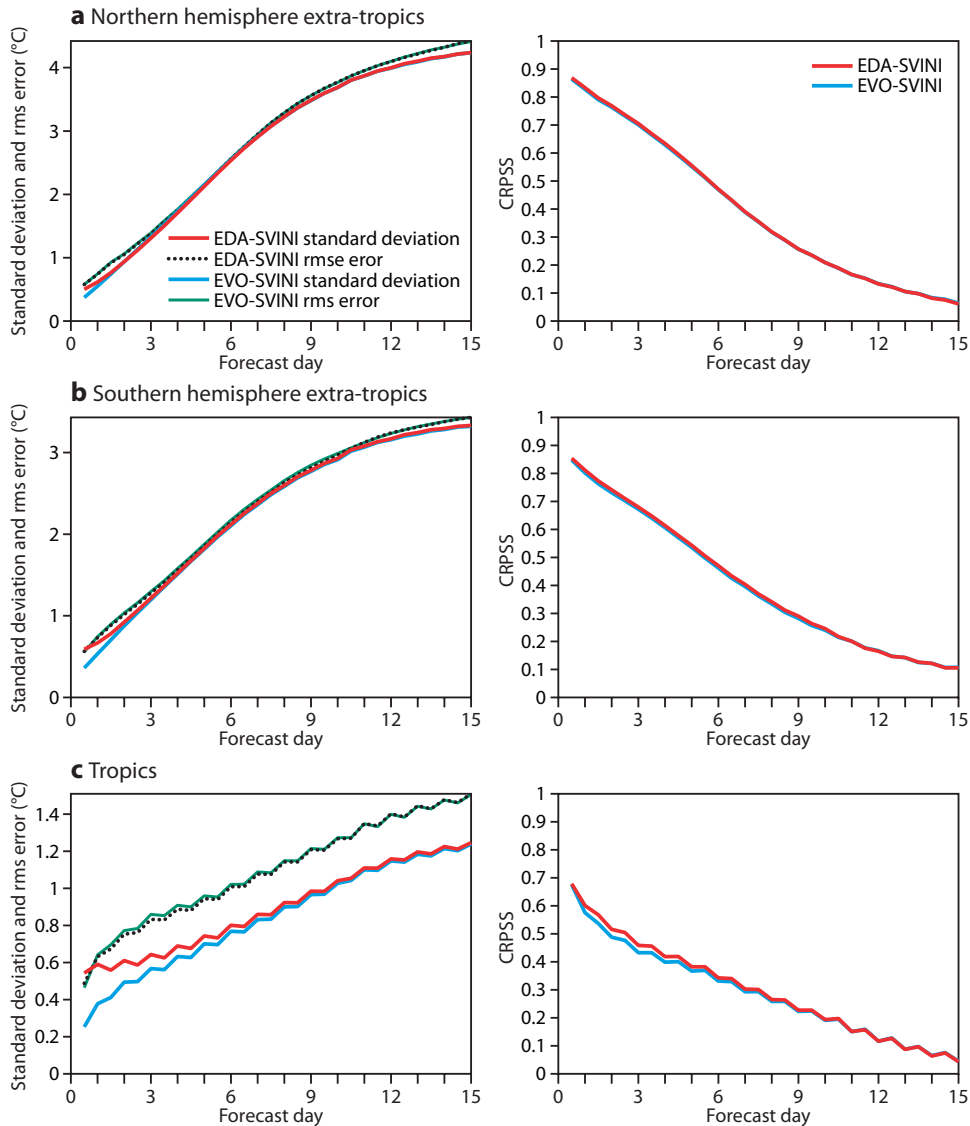 a Northern hemisphere extra-tropics
Standard deviation and rms error (°C)
4
3
2
1
0
EDA-SVINI standard deviation
EDA-SVINI rmse eror
EVO-SVINI standard deviation
EVO-SVINI rms error
0 3 6 9 12 15
Forecast day
CRPSS
1
0.9
0.8
0.7
0.6
0.5
0.4
0.3
0.2
0.1
0
EDA-SVINI
EVO-SVINI
0 3 6 9 12 15
Forecast day
b Southern hemisphere extra-tropics
Standard deviation and rms error (°C)
3
2
1
0
0 3 6 9 12 15
Forecast day
CRPSS
1
0.9
0.8
0.7
0.6
0.5
0.4
0.3
0.2
0.1
0
0 3 6 9 12 15
Forecast day
c Tropics
Standard deviation and rms error (°C)
1.4
1.2
1
0.8
0.6
0.4
0.2
0
0 3 6 9 12 15
Forecast day
CRPSS
1
0.9
0.8
0.7
0.6
0.5
0.4
0.3
0.2
0.1
0
0 3 6 9 12 15
Forecast day